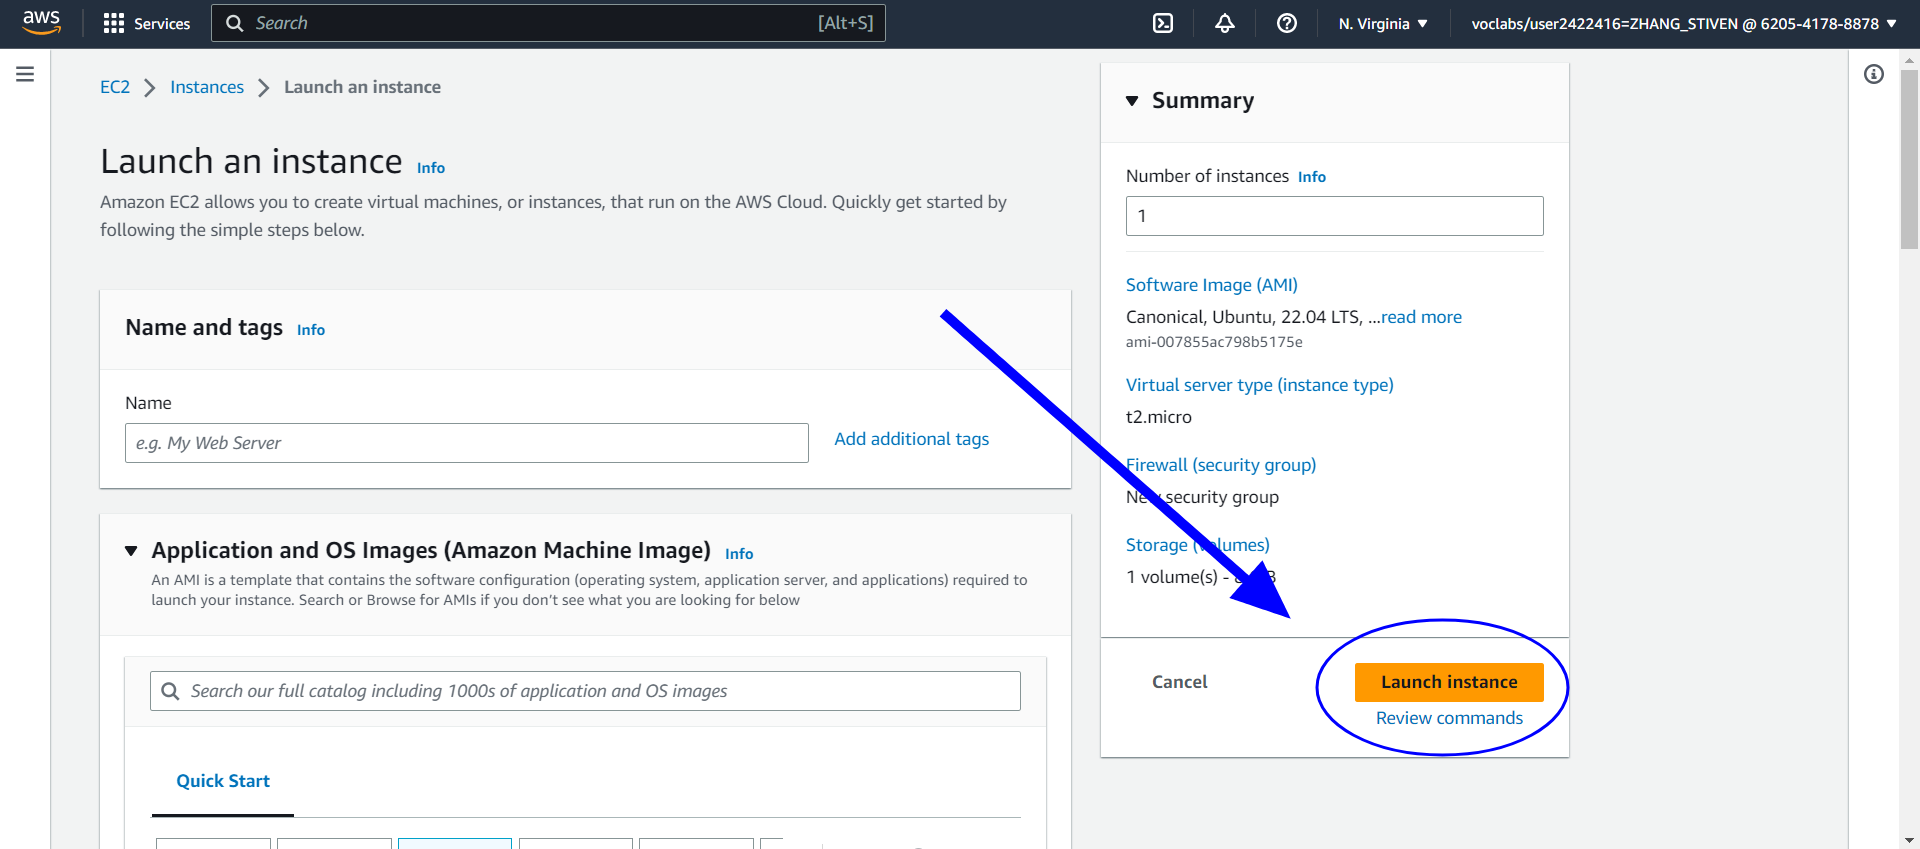 aws
Services
Search
[Alt+S]
N. Virginia
voclabs/user2422416=ZHANG_STIVEN @ 6205-4178-8878
EC2
Instances
Launch an instance
Launch an instance
Info
Amazon EC2 allows you to create virtual machines, or instances, that run on the AWS Cloud. Quickly get started by
following the simple steps below.
Name and tags
Info
Name
e.g. My Web Server
Add additional tags
Application and OS Images (Amazon Machine Image)
Info
An AMI is a template that contains the software configuration (operating system, application server, and applications) required to
launch your instance. Search or Browse for AMIs if you don't see what you are looking for below
Search our full catalog including 1000s of application and OS images
Quick Start
Summary
Number of instances
Info
1
Software Image (AMI)
Canonical, Ubuntu, 22.04 LTS, ...read more
ami-007855ac798b5175e
Virtual server type (instance type)
t2.micro
Firewall (security group)
New security group
Storage (volumes)
1 volume(s) -
Cancel
Launch instance
Review commands